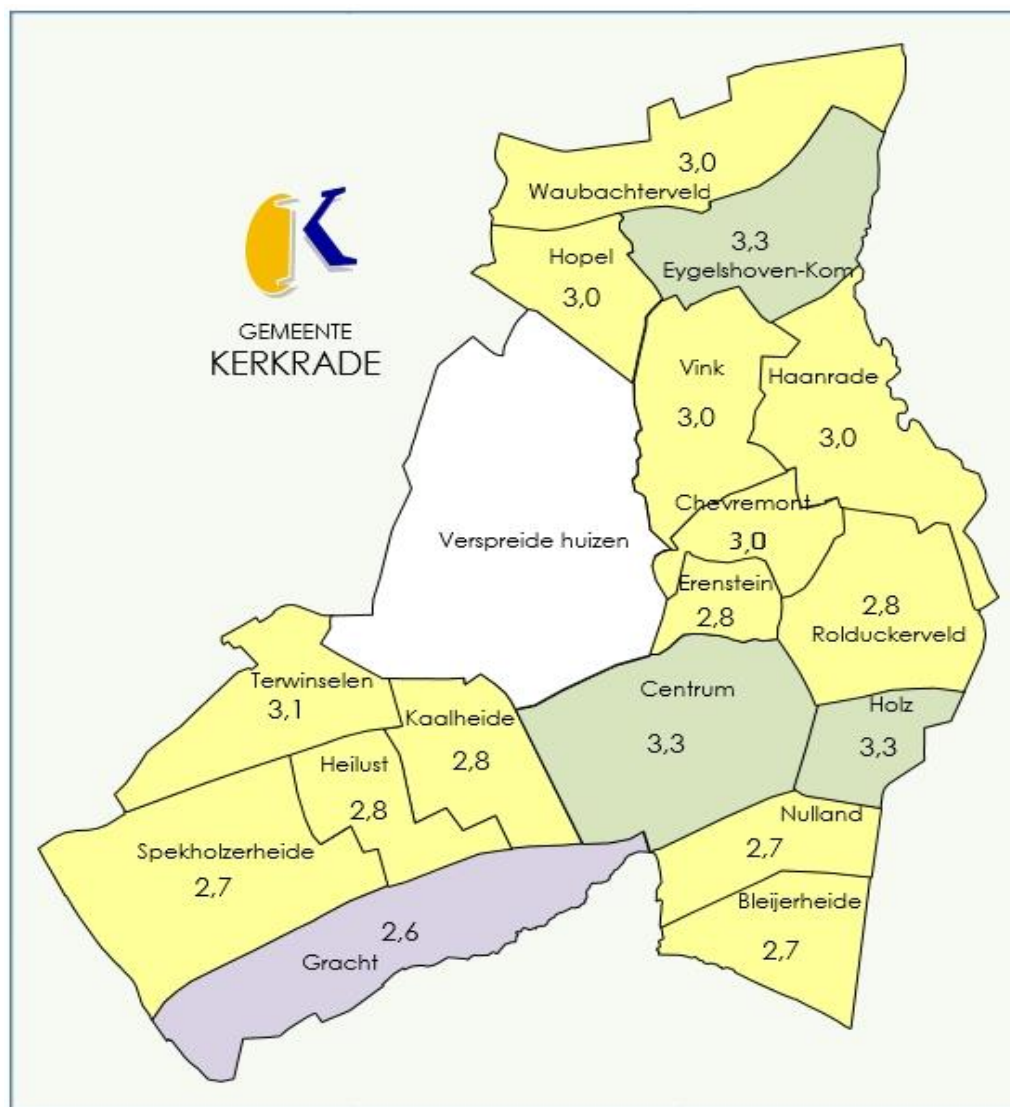 3,0
Waubachterveld
3,3
Eygelshoven-Kom
Hopel
3,0
GEMEENTE
KERKRADE
Vink
3,0
Haanrade
3,0
Chevremont
3,0
Verspreide huizen
Erenstein
2,8
2,8
Rolduckerveld
Terwinselen
3,1
Kaalheide
2,8
Centrum
3,3
Holz
3,3
Heilust
2,8
Nulland
2,7
Spekholzerheide
2,7
Bleijerheide
2,7
2,6
Gracht